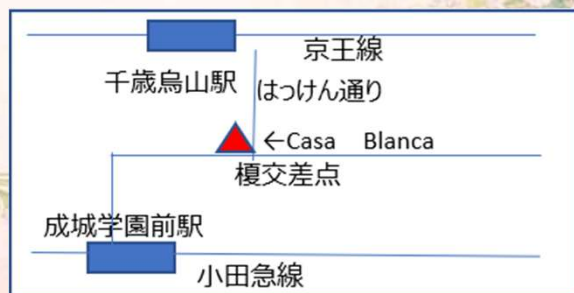 京王線
千歳烏山駅
はっけん通り
←Casa Blanca
榎交差点
成城学園前駅
小田急線